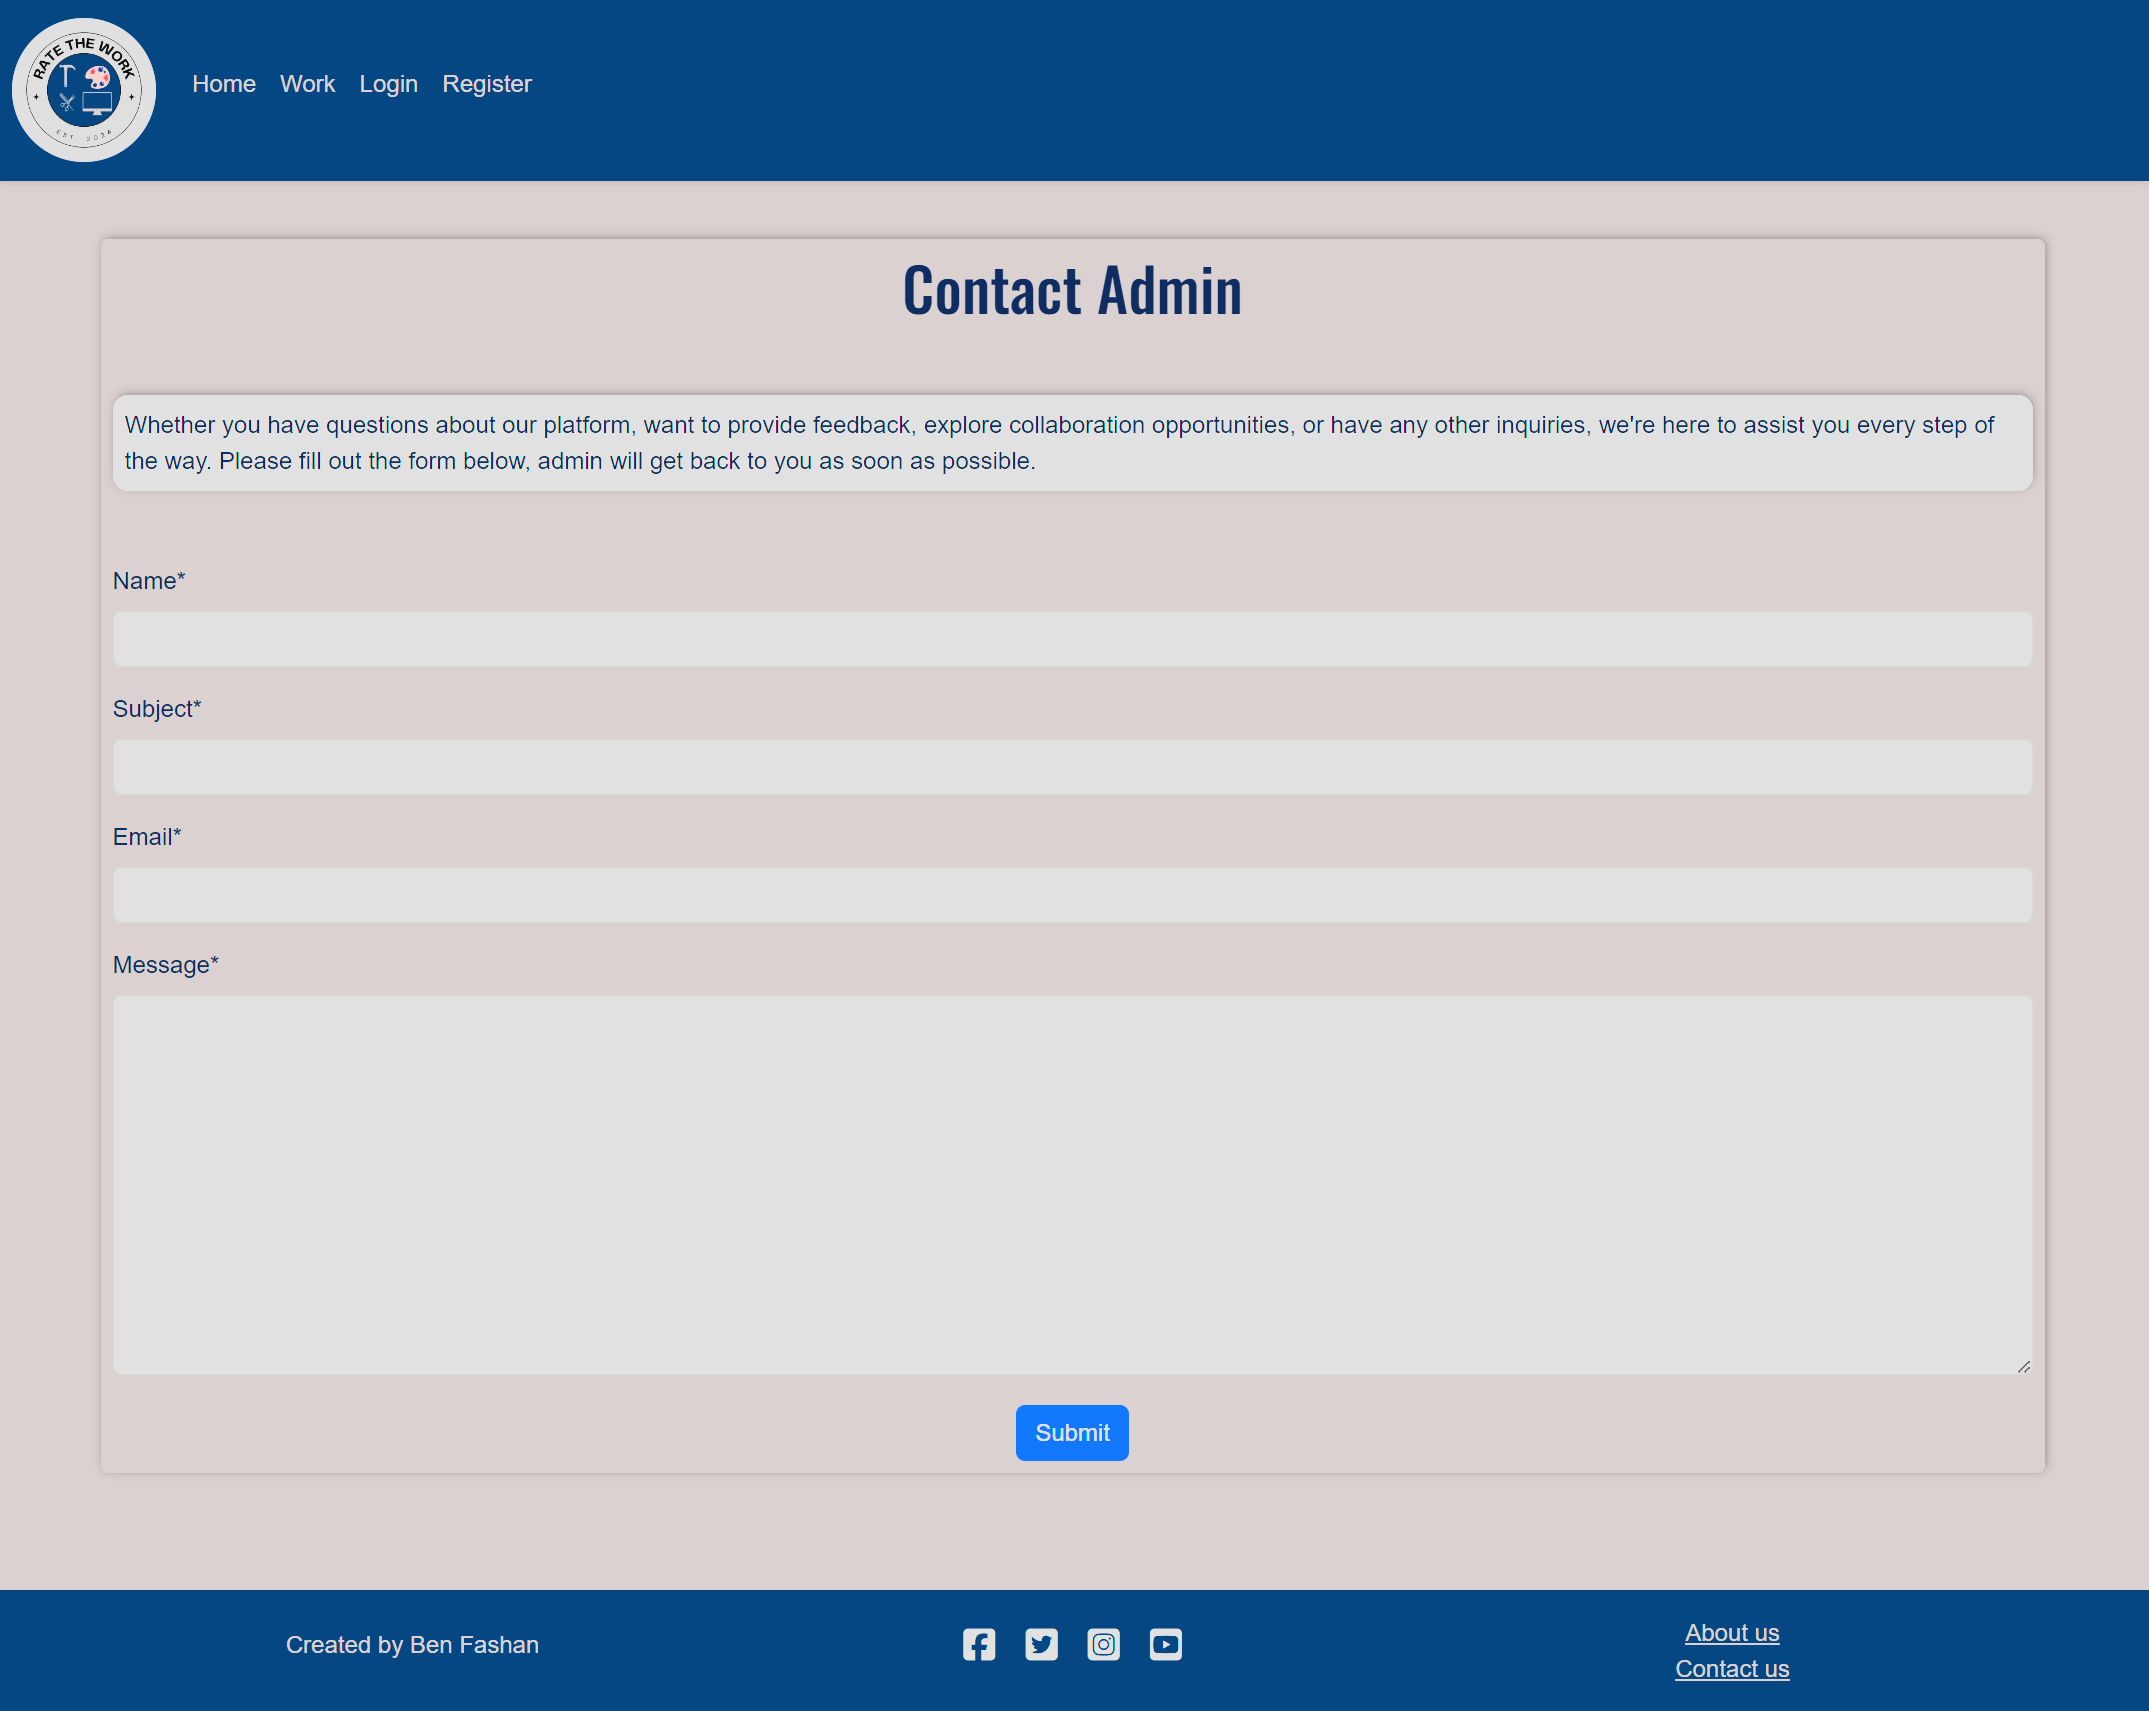 RATE THE WORK
EST. 2024
Home Work Login Register
Contact Admin
Whether you have questions about our platform, want to provide feedback, explore collaboration opportunities, or have any other inquiries, we're here to assist you every step of
the way. Please fill out the form below, admin will get back to you as soon as possible.
Name*
Subject*
Email*
Message*
Submit
Created by Ben Fashan
About us
Contact us